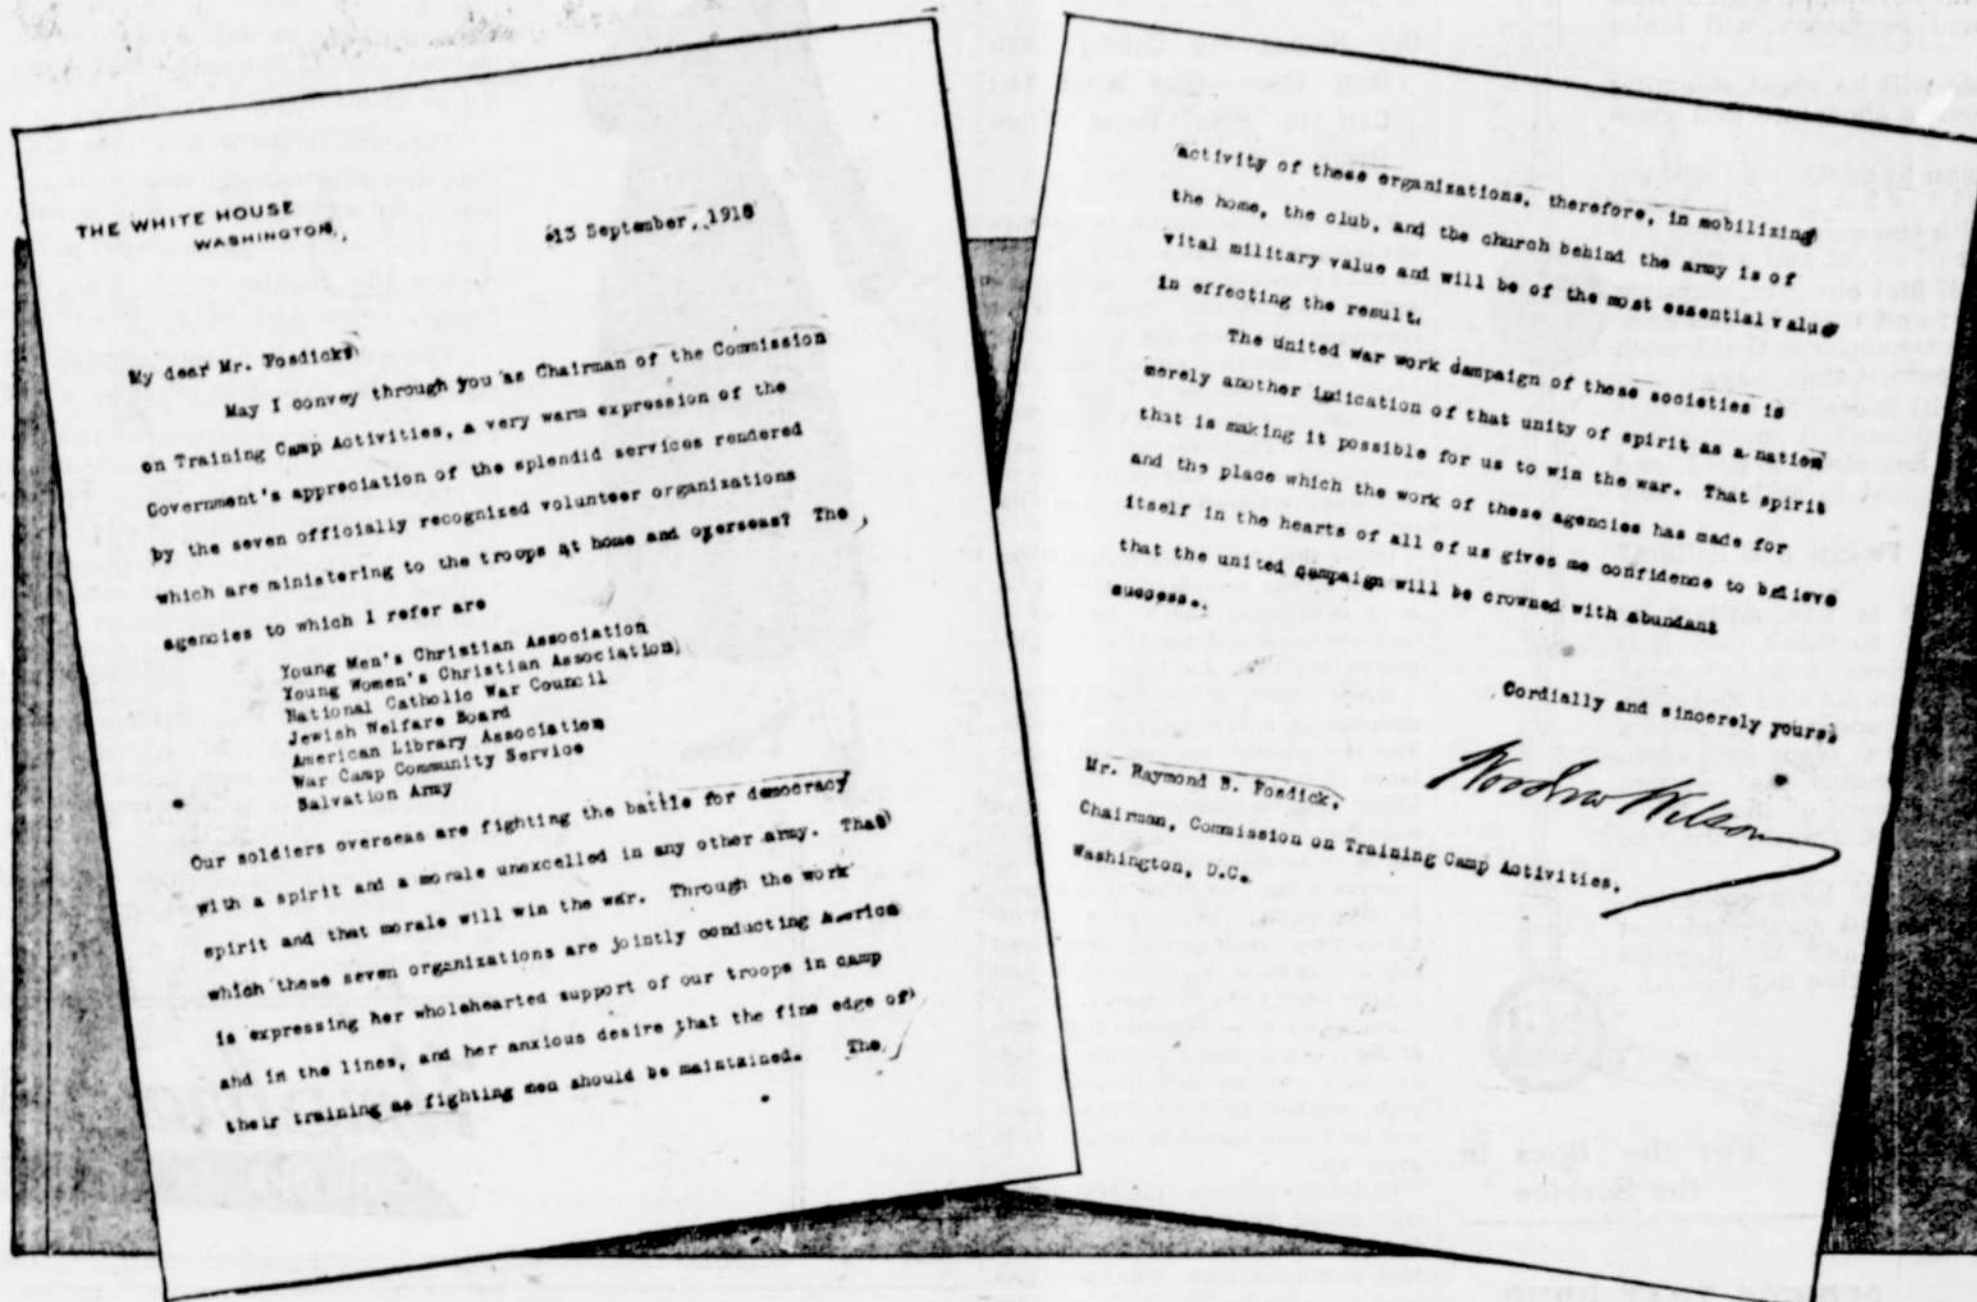 THE WHITE HOUSE
WASHINGTON,
13 September, 1918
My dear Mr. Fosdick:
May I convey through you as Chairman of the Commission
on Training Camp Activities, a very warm expression of the
Government's appreciation of the splendid services rendered
by the seven officially recognized volunteer organizations
which are ministering to the troops at home and overseas? The
agencies to which I refer are
Young Men's Christian Association
Young Women's Christian Association
National Catholic War Council
Jewish Welfare Board
American Library Association
War Camp Community Service
Salvation Army
Our soldiers overseas are fighting the battle for democracy
with a spirit and a morale unexcelled in any other army. That
spirit and that morale will win the war. Through the work
which these seven organizations are jointly conducting America
is expressing her wholehearted support of our troops in camp
and in the lines, and her anxious desire that the fine edge of
their training as fighting men should be maintained. The
activity of these organizations, therefore, in mobilizing
the home, the club, and the church behind the army is of
vital military value and will be of the most essential value
in effecting the result.
The united war work campaign of these societies is
merely another indication of that unity of spirit as a nation
that is making it possible for us to win the war. That spirit
and the place which the work of these agencies has made for
itself in the hearts of all of us gives me confidence to believe
that the united campaign will be crowned with abundant
success.
Cordially and sincerely yours,
Woodrow Wilson
Mr. Raymond B. Fosdick,
Chairman, Commission on Training Camp Activities,
Washington, D.C.